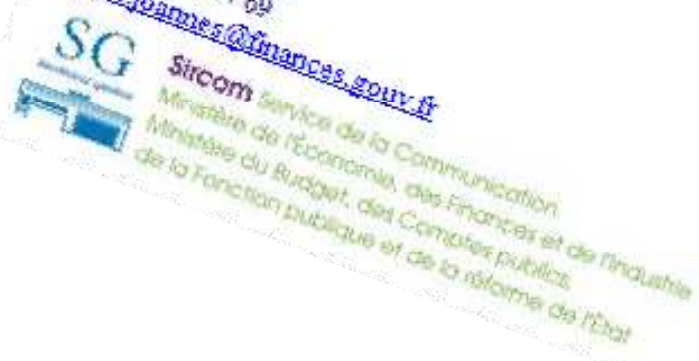 69
joannes@finances.gouv.fr
SG
Sircom Service de la Communication
Ministère de l'Économie, des Finances et de l'Industrie
Ministère du Budget, des Comptes publics,
de la Fonction publique et de la réforme de l'État